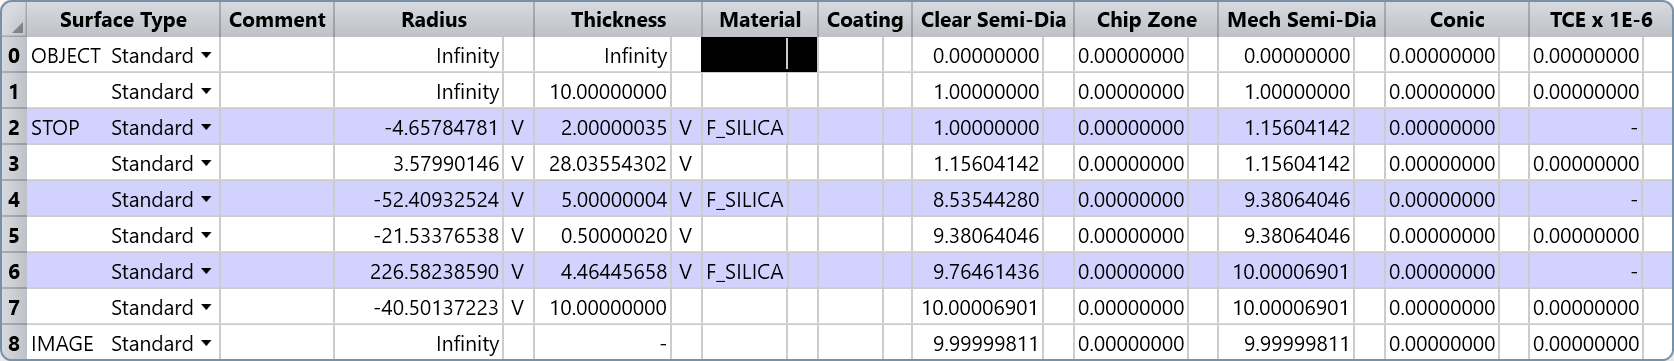 Surface Type Comment Radius Thickness Material Coating Clear Semi-Dia Chip Zone Mech Semi-Dia Conic TCE x 1E-6
0 OBJECT Standard Infinity Infinity 0.00000000 0.00000000 0.00000000 0.00000000 0.00000000
1 Standard Infinity 10.00000000 1.00000000 0.00000000 1.00000000 0.00000000 0.00000000
2 STOP Standard -4.65784781 V 2.00000035 V F_SILICA 1.00000000 0.00000000 1.15604142 0.00000000 -
3 Standard 3.57990146 V 28.03554302 V 1.15604142 0.00000000 1.15604142 0.00000000 0.00000000
4 Standard -52.40932524 V 5.00000004 V F_SILICA 8.53544280 0.00000000 9.38064046 0.00000000 -
5 Standard -21.53376538 V 0.50000020 V 9.38064046 0.00000000 9.38064046 0.00000000 0.00000000
6 Standard 226.58238590 V 4.46445658 V F_SILICA 9.76461436 0.00000000 10.00006901 0.00000000 -
7 Standard -40.50137223 V 10.00000000 10.00006901 0.00000000 10.00006901 0.00000000 0.00000000
8 IMAGE Standard Infinity - 9.99999811 0.00000000 9.99999811 0.00000000 0.00000000